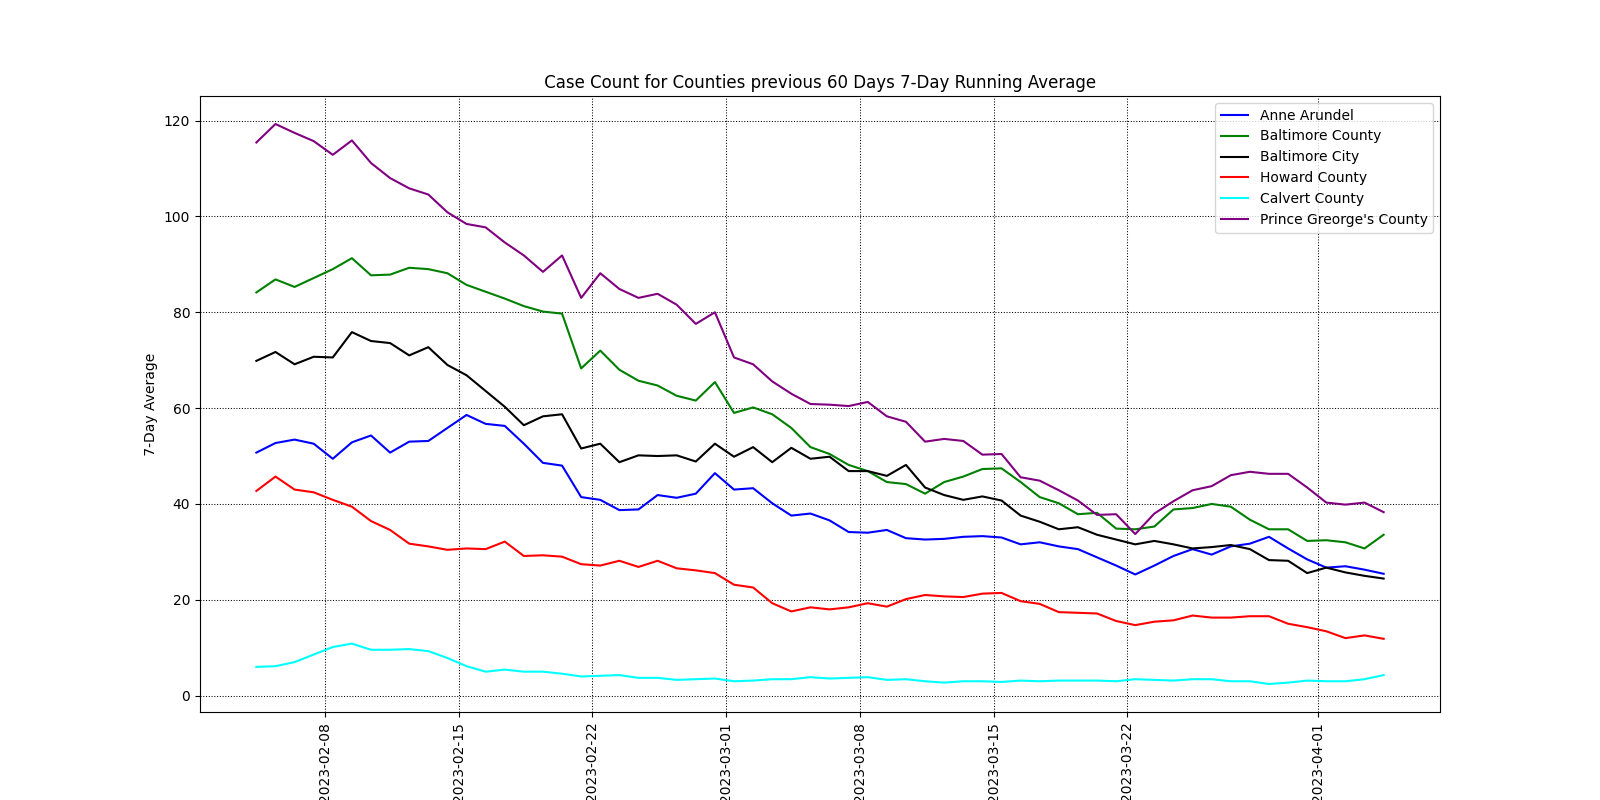 Case Count for Counties previous 60 Days 7-Day Running Average
Anne Arundel
Baltimore County
Baltimore City
Howard County
Calvert County
Prince Greorge's County
7-Day Average
120
100
80
60
40
20
0
2023-02-08
2023-02-15
2023-02-22
2023-03-01
2023-03-08
2023-03-15
2023-03-22
2023-04-01